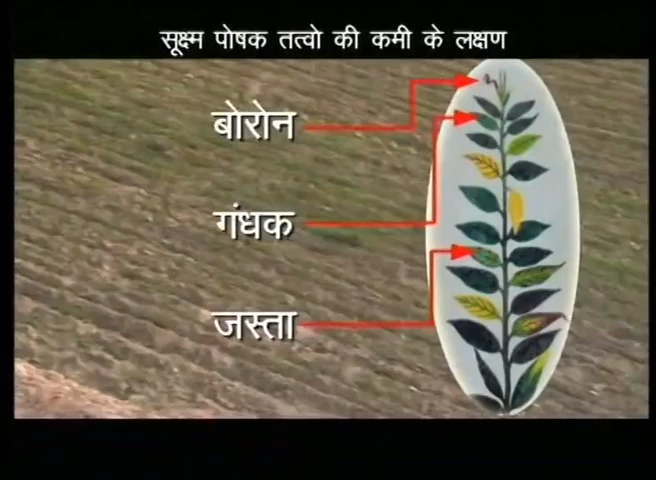 सूक्ष्म पोषक तत्वो की कमी के लक्षण
बोरोन
गंधक
जस्ता